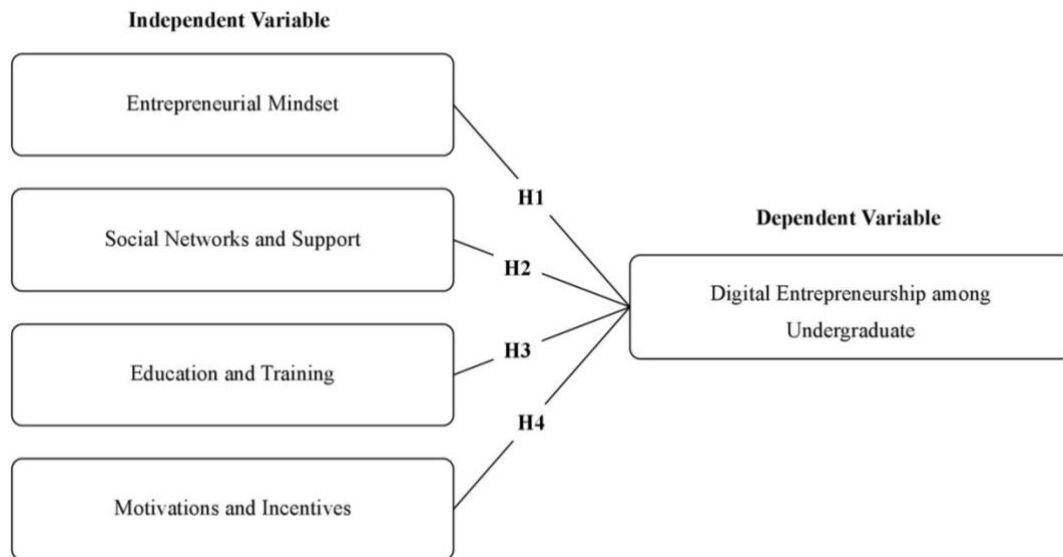 Independent Variable
Entrepreneurial Mindset
H1
Social Networks and Support
Dependent Variable
H2
Digital Entrepreneurship among
Undergraduate
H3
Education and Training
H4
Motivations and Incentives